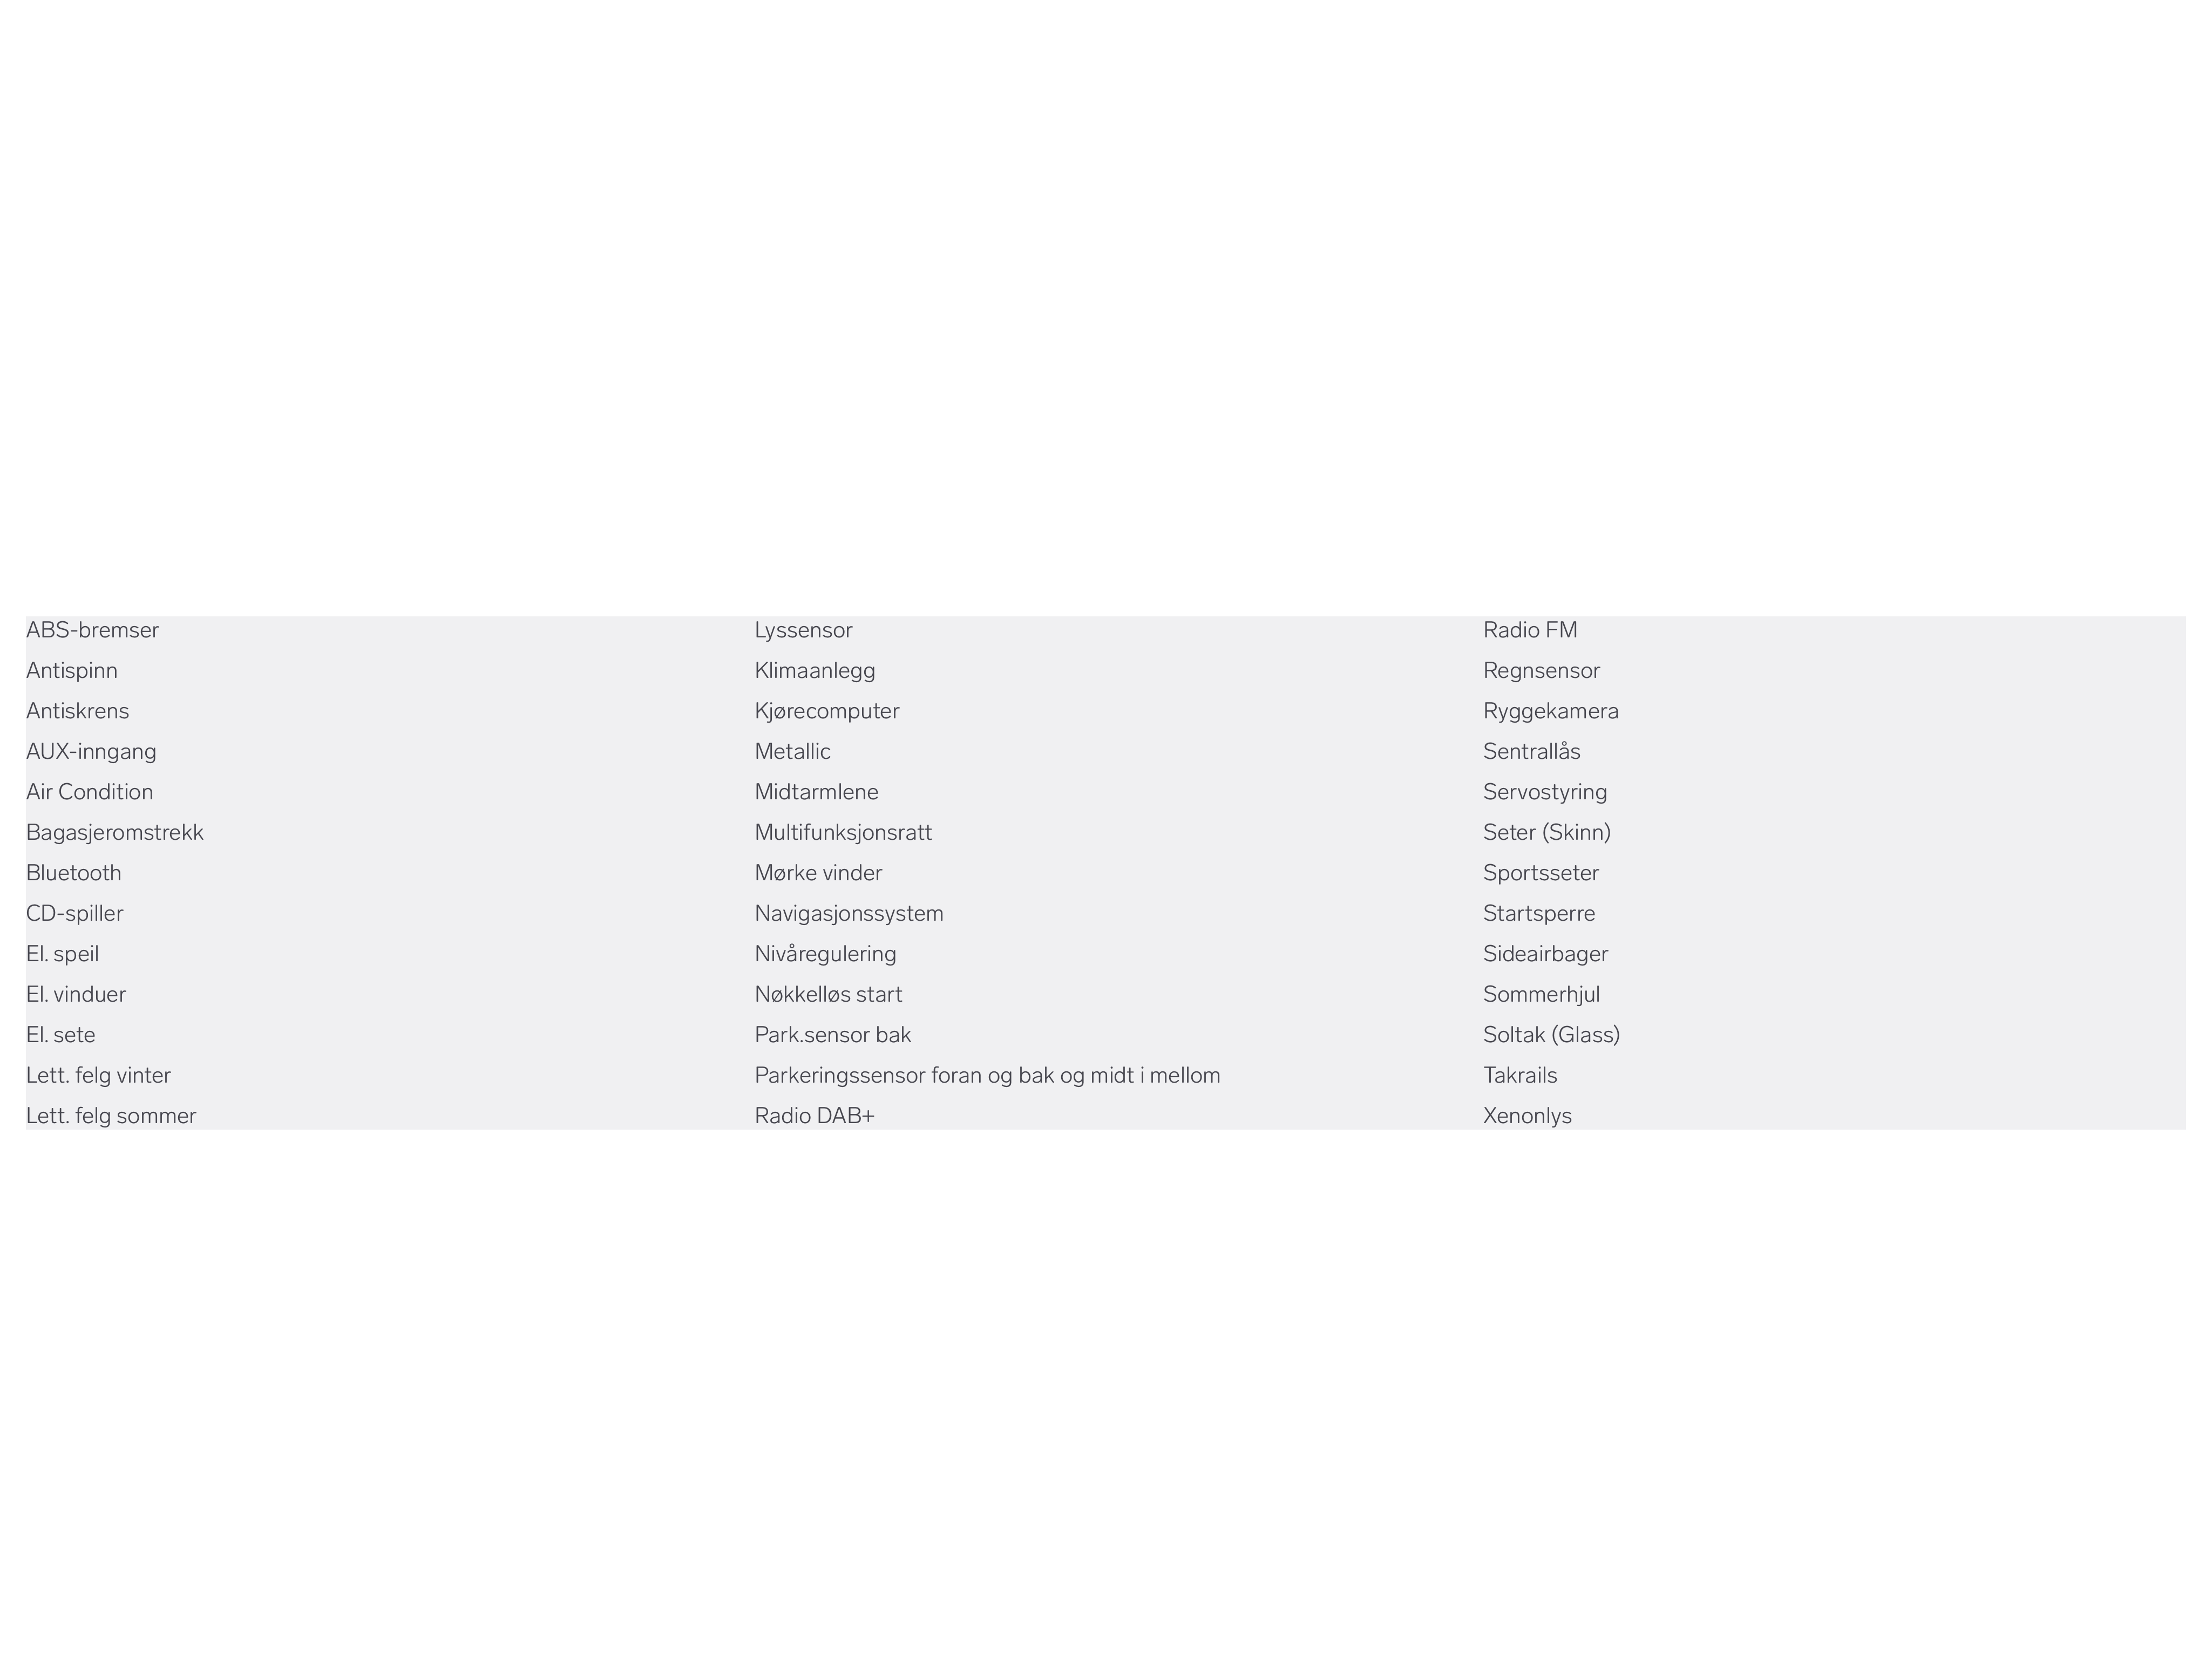 ABS-bremser
Antispinn
Antiskrens
AUX-inngang
Air Condition
Bagasjeromstrekk
Bluetooth
CD-spiller
El. speil
El. vinduer
El. sete
Lett. felg vinter
Lett. felg sommer
Lyssensor
Klimaanlegg
Kjørecomputer
Metallic
Midtarmlene
Multifunksjonsratt
Mørke vinder
Navigasjonssystem
Nivåregulering
Nøkkelløs start
Park.sensor bak
Parkeringssensor foran og bak og midt i mellom
Radio DAB+
Radio FM
Regnsensor
Ryggekamera
Sentrallås
Servostyring
Seter (Skinn)
Sportsseter
Startsperre
Sideairbager
Sommerhjul
Soltak (Glass)
Takrails
Xenonlys